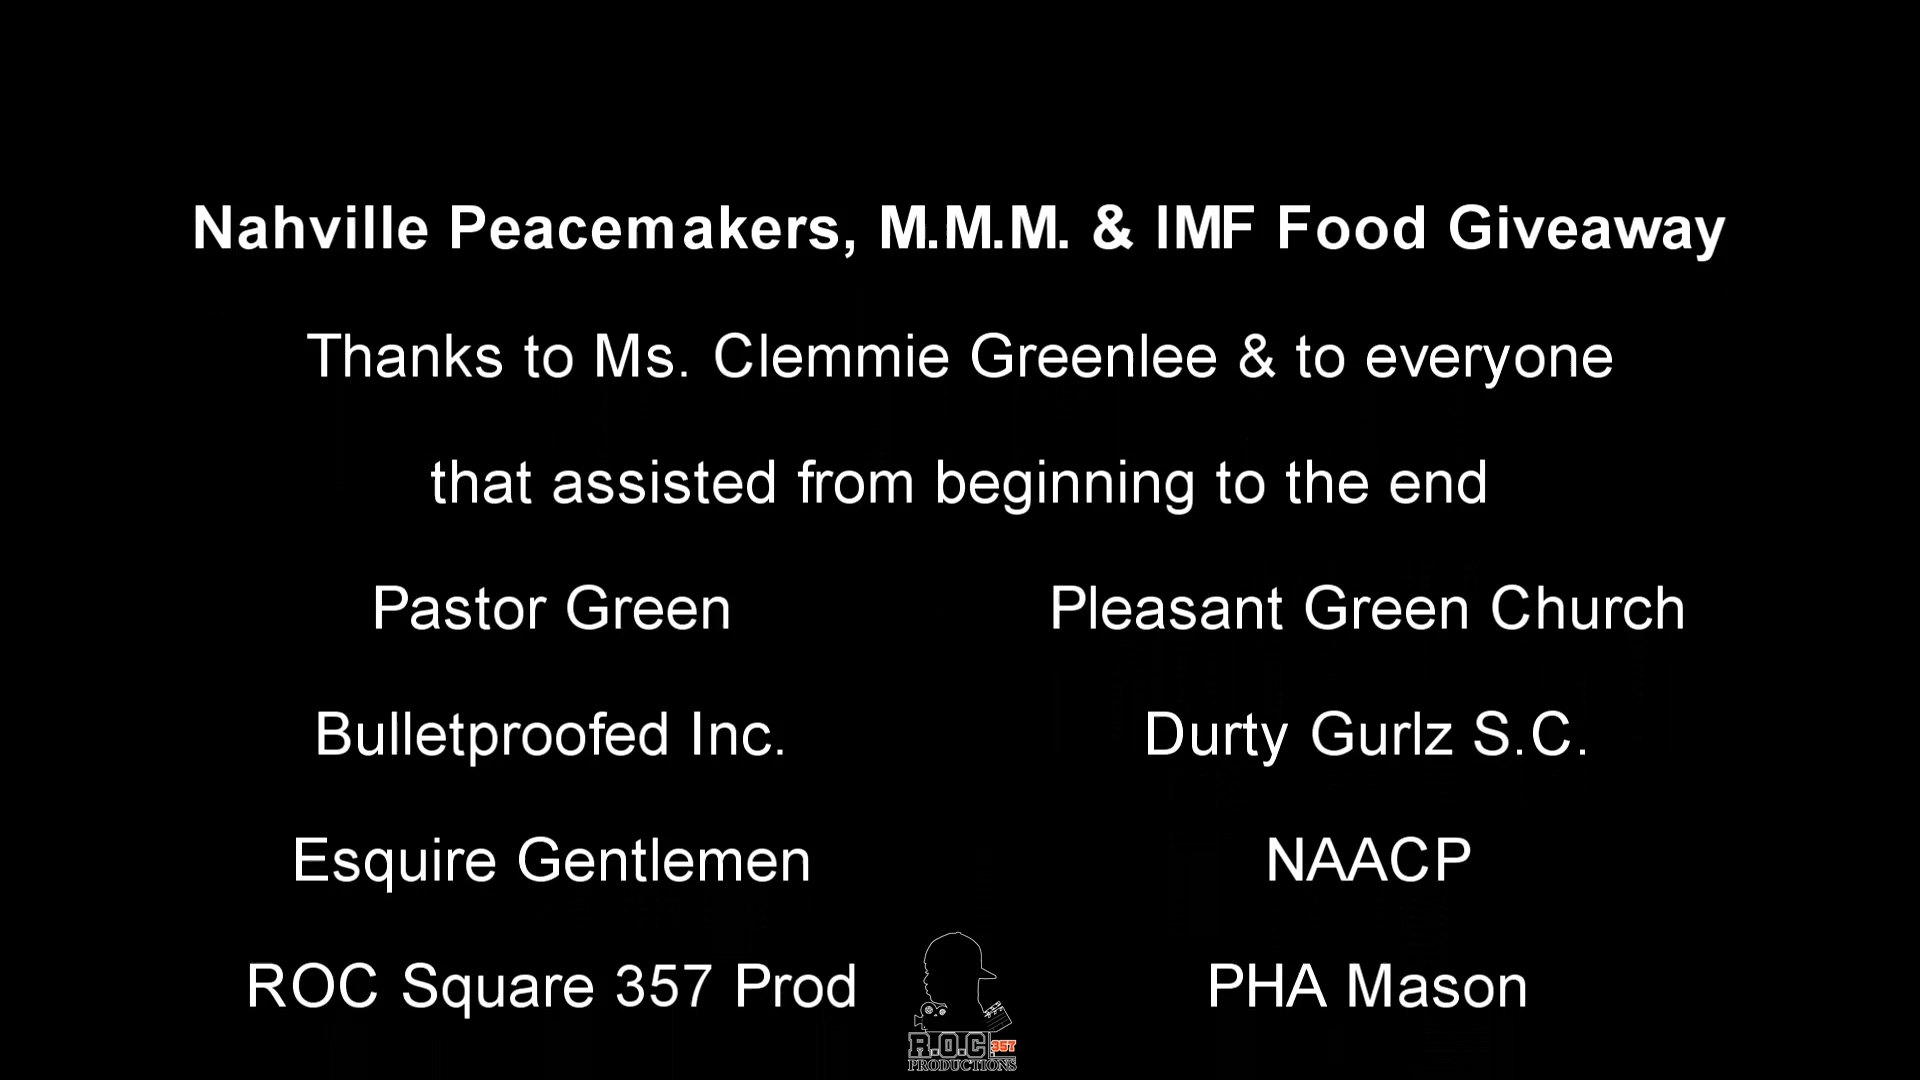 Nahville Peacemakers, M.M.M. & IMF Food Giveaway
Thanks to Ms. Clemmie Greenlee & to everyone
that assisted from beginning to the end
Pastor Green
Pleasant Green Church
Bulletproofed Inc.
Durty Gurlz S.C.
Esquire Gentlemen
NAACP
ROC Square 357 Prod
PHA Mason
R.O.C. 357
PRODUCTIONS